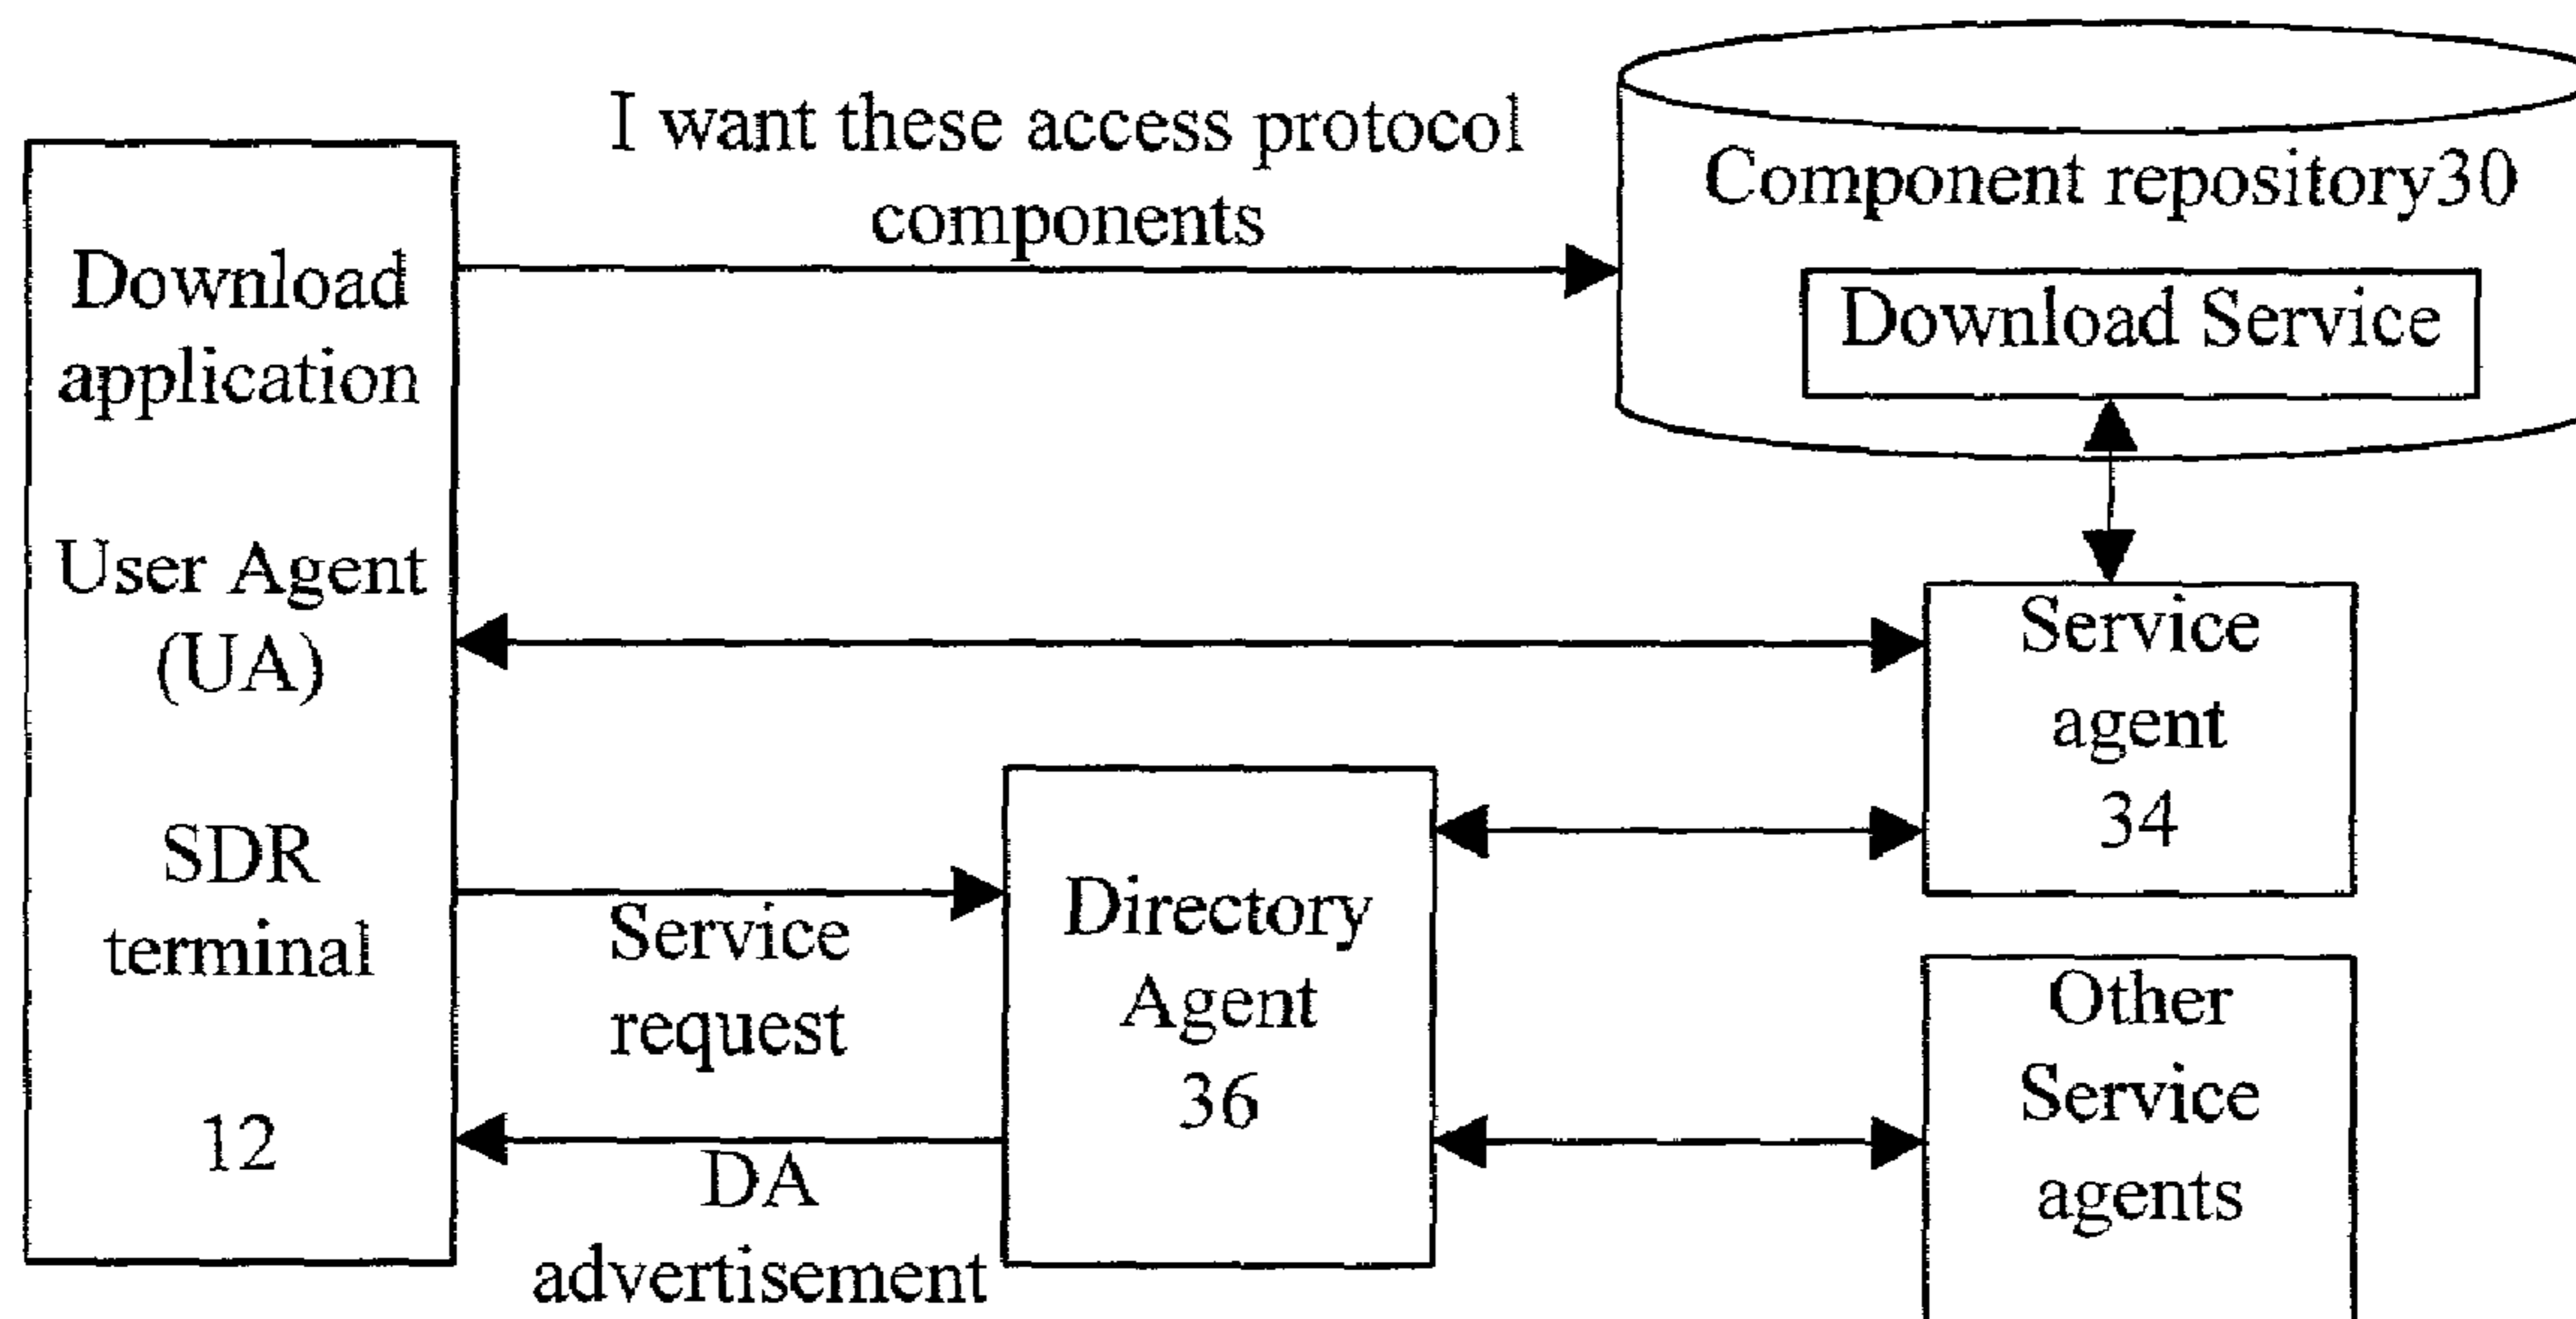 Download
application
User Agent
(UA)
SDR
terminal
12
I want these access protocol
components
Component repository30
Download Service
Service
agent
34
Service
request
DA
advertisement
Directory
Agent
36
Other
Service
agents